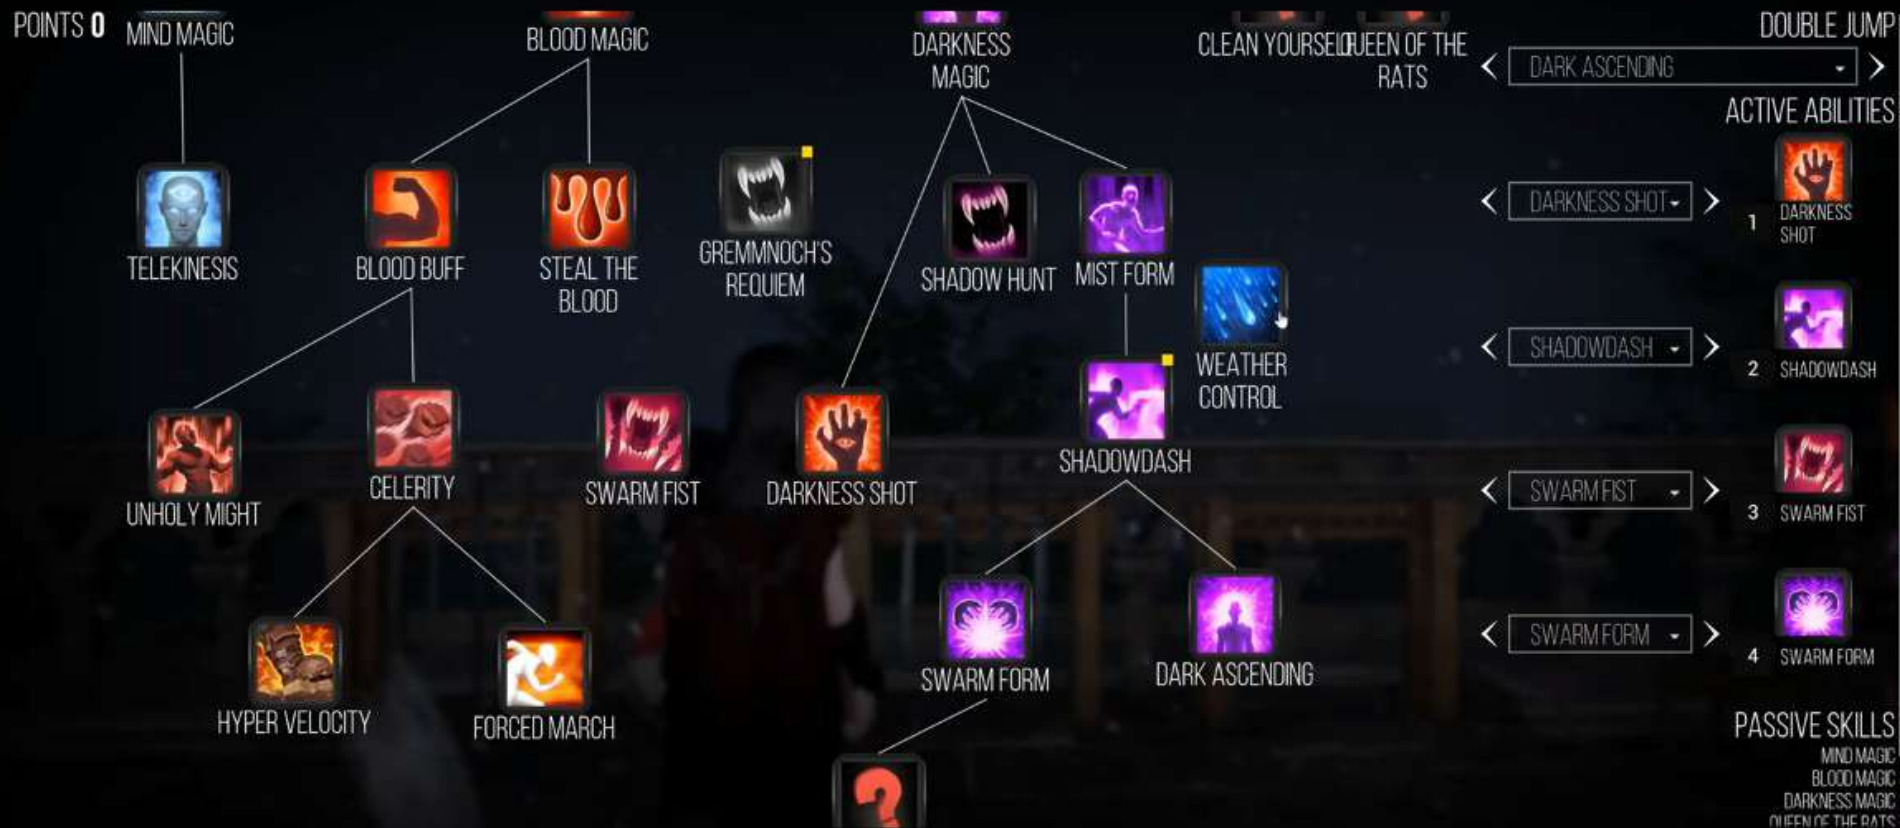 POINTS 0
MIND MAGIC
BLOOD MAGIC
DARKNESS
MAGIC
CLEAN YOURSELF
QUEEN OF THE
RATS
DOUBLE JUMP
DARK ASCENDING
ACTIVE ABILITIES
TELEKINESIS
BLOOD BUFF
STEAL THE
BLOOD
GREMMNOCH'S
REQUIEM
SHADOW HUNT
MIST FORM
WEATHER
CONTROL
DARKNESS SHOT
1
DARKNESS
SHOT
SHADOWDASH
2 SHADOWDASH
UNHOLY MIGHT
CELERITY
SWARM FIST
DARKNESS SHOT
SHADOWDASH
SWARM FIST
3 SWARM FIST
HYPER VELOCITY
FORCED MARCH
SWARM FORM
DARK ASCENDING
SWARM FORM
4 SWARM FORM
?
PASSIVE SKILLS
MIND MAGIC
BLOOD MAGIC
DARKNESS MAGIC
QUEEN OF THE RATS